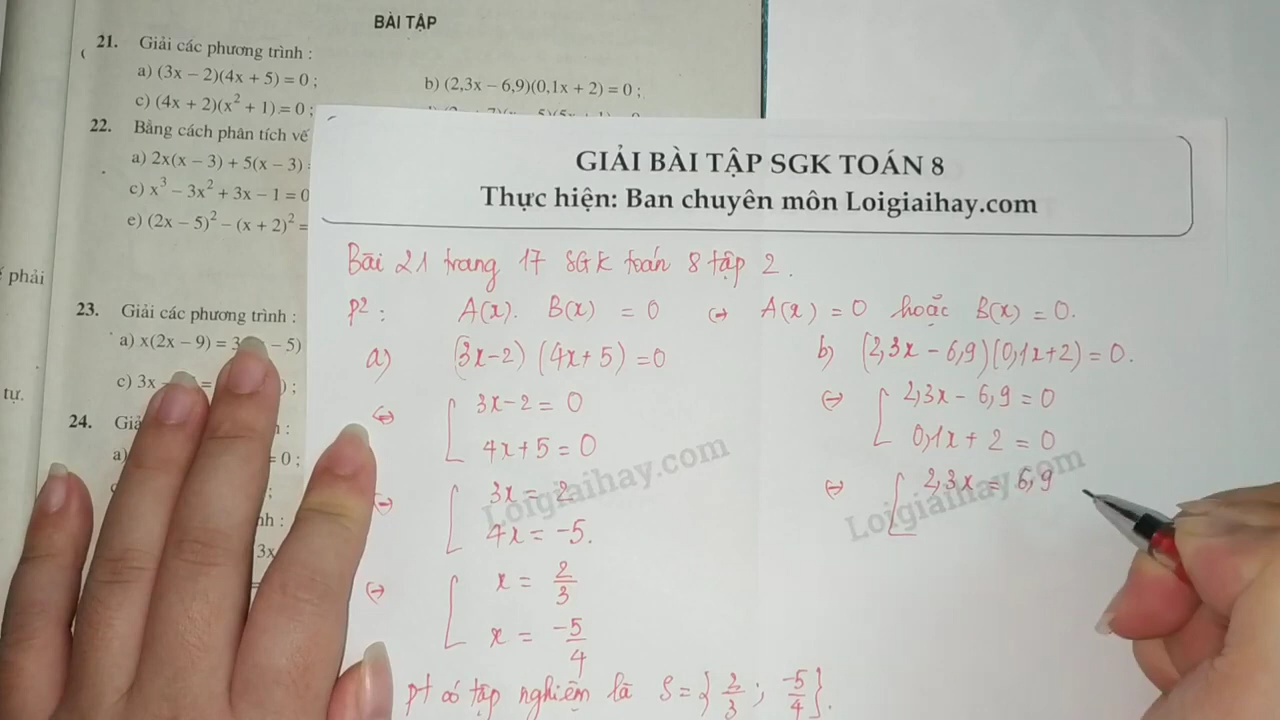 BÀI TẬP
21. Giải các phương trình :
a) (3x – 2)(4x + 5) = 0 ;
b) (2,3x – 6,9)(0,1x + 2) = 0 ;
c) (4x + 2)(x² + 1) = 0 ;
22. Bằng cách phân tích vế
a) 2x(x – 3) + 5(x – 3)
c) x³ – 3x² + 3x – 1 = 0
e) (2x – 5)² – (x + 2)² =
phải
23. Giải các phương trình :
a) x(2x – 9) = 3 – 5)
c) 3x
tự.
24.
a)
= 0 ;
3x
GIẢI BÀI TẬP SGK TOÁN 8
Thực hiện: Ban chuyên môn Loigiaihay.com
Bài 21 trang 17 SGK toán 8 tập 2.
P²: A(x). B(x) = 0 ⇔ A(x) = 0 hoặc B(x) = 0.
a) (3x-2) (4x+5) = 0
⇔ [ 3x-2 = 0
4x+5 = 0
⇔ [ 3x = 2
4x = -5.
⇔ [ x = 2/3
x = -5/4
pt có tập nghiệm là S = { 2/3 ; -5/4 }.
b) (2,3x - 6,9)(0,1x+2) = 0.
⇔ [ 2,3x - 6,9 = 0
0,1x + 2 = 0
⇔ [ 2,3x = 6,9
Loigiaihay.com
Loigiaihay.com